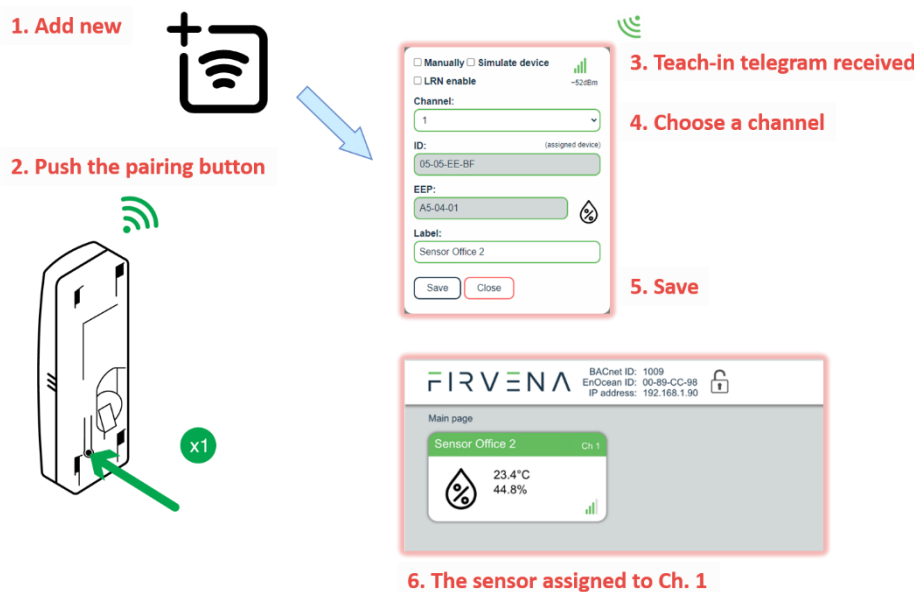 1. Add new
2. Push the pairing button
x1
Manually Simulate device
LRN enable
-52dBm
Channel:
1
ID: (assigned device)
05-05-EE-BF
EEP:
A5-04-01
Label:
Sensor Office 2
Save Close
3. Teach-in telegram received
4. Choose a channel
5. Save
FIRVENA
BACnet ID: 1009
EnOcean ID: 00-89-CC-98
IP address: 192.168.1.90
Main page
Sensor Office 2 Ch 1
23.4°C
44.8%
6. The sensor assigned to Ch. 1